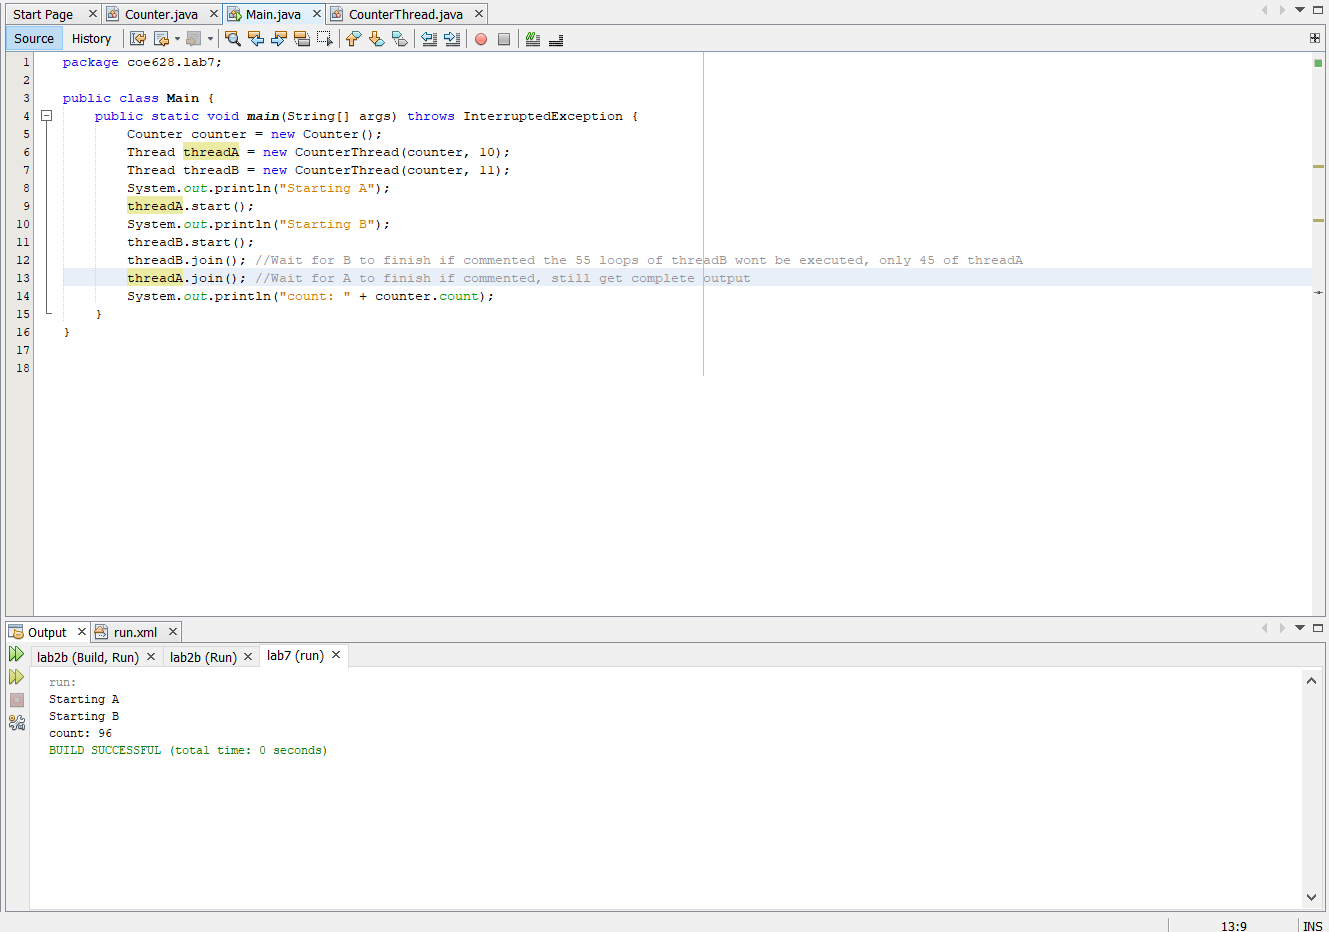 Start Page Counter.java Main.java CounterThread.java
Source History
1 package coe628.lab7;
2
3 public class Main {
4 public static void main(String[] args) throws InterruptedException {
5 Counter counter = new Counter();
6 Thread threadA = new CounterThread(counter, 10);
7 Thread threadB = new CounterThread(counter, 11);
8 System.out.println("Starting A");
9 threadA.start();
10 System.out.println("Starting B");
11 threadB.start();
12 threadB.join(); //Wait for B to finish if commented the 55 loops of threadB wont be executed, only 45 of threadA
13 threadA.join(); //Wait for A to finish if commented, still get complete output
14 System.out.println("count: " + counter.count);
15 }
16 }
17
18
Output run.xml
lab2b (Build, Run) lab2b (Run) lab7 (run)
run:
Starting A
Starting B
count: 96
BUILD SUCCESSFUL (total time: 0 seconds)
13:9 INS